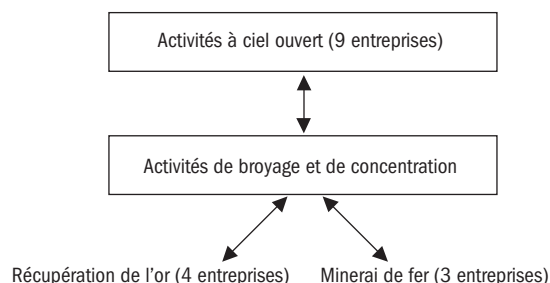 Activités à ciel ouvert (9 entreprises)
Activités de broyage et de concentration
Récupération de l'or (4 entreprises)
Minerai de fer (3 entreprises)